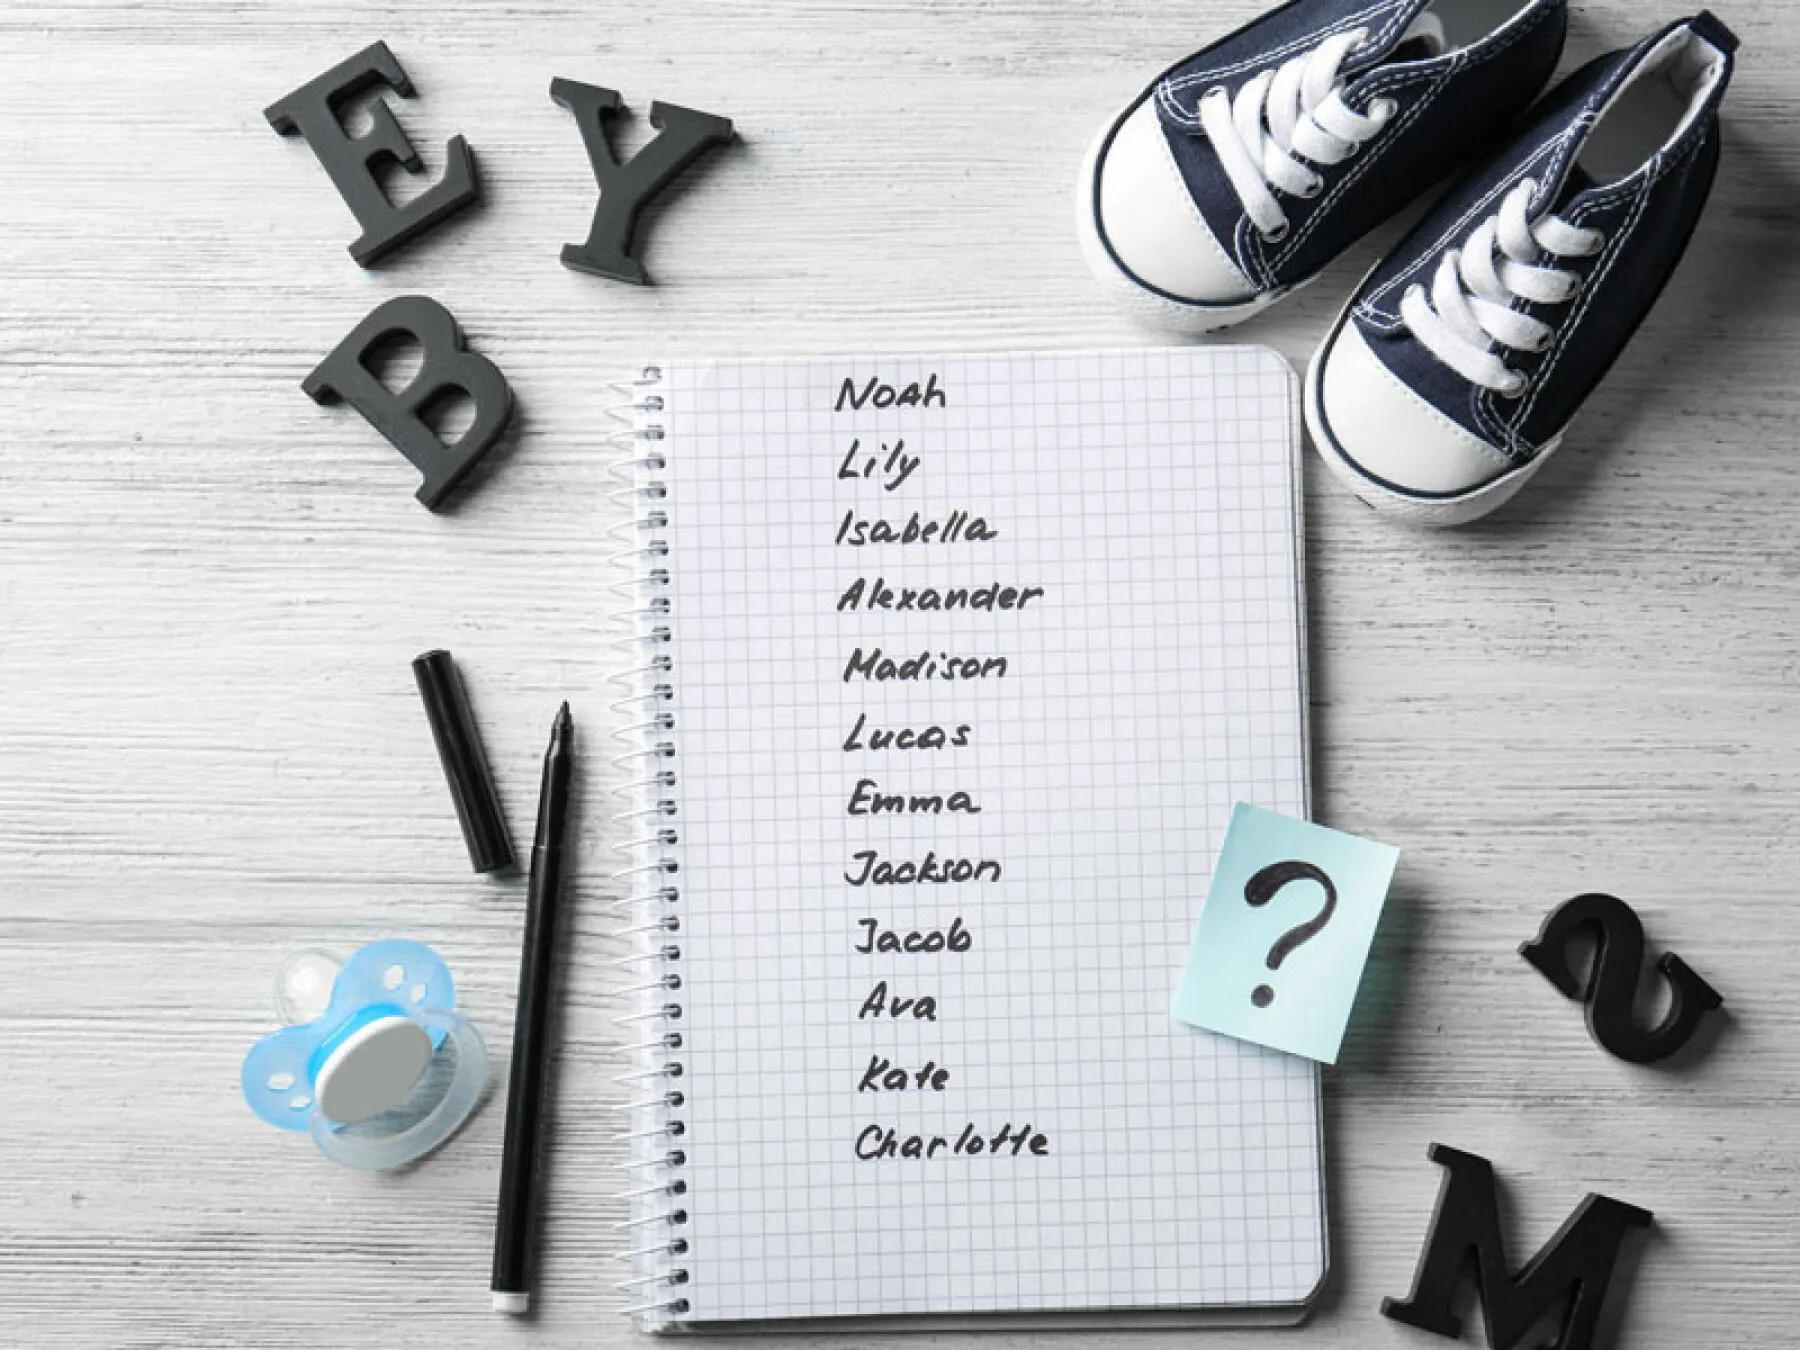 E Y
B
Noah
Lily
Isabella
Alexander
Madison
Lucas
Emma
Jackson
Jacob
Ava
Kate
Charlotte
?
S
M